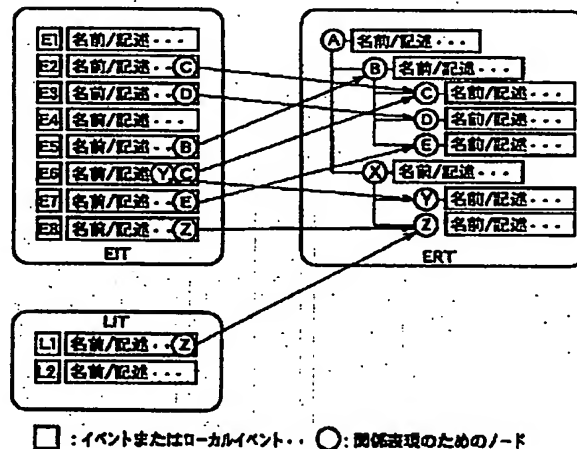 E1 名前/記述・・・
E2 名前/記述・・C
E3 名前/記述・・D
E4 名前/記述・・・
E5 名前/記述・・B
E6 名前/記述 Y C
E7 名前/記述・・E
E8 名前/記述・・Z
EIT
A 名前/記述・・・
B 名前/記述・・・
C 名前/記述・・・
D 名前/記述・・・
E 名前/記述・・・
X 名前/記述・・・
Y 名前/記述・・・
Z 名前/記述・・・
ERT
LIT
L1 名前/記述・・Z
L2 名前/記述・・・
□：イベントまたはローカルイベント・・ ○：関係表現のためのノード